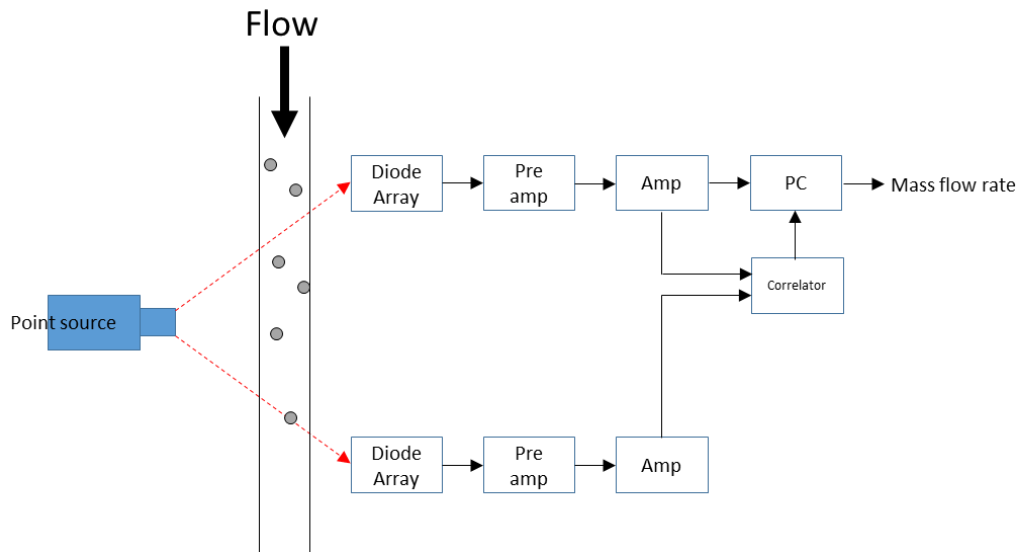 Flow
Diode
Array
Pre
amp
Amp
PC
Mass flow rate
Correlator
Point source
Diode
Array
Pre
amp
Amp